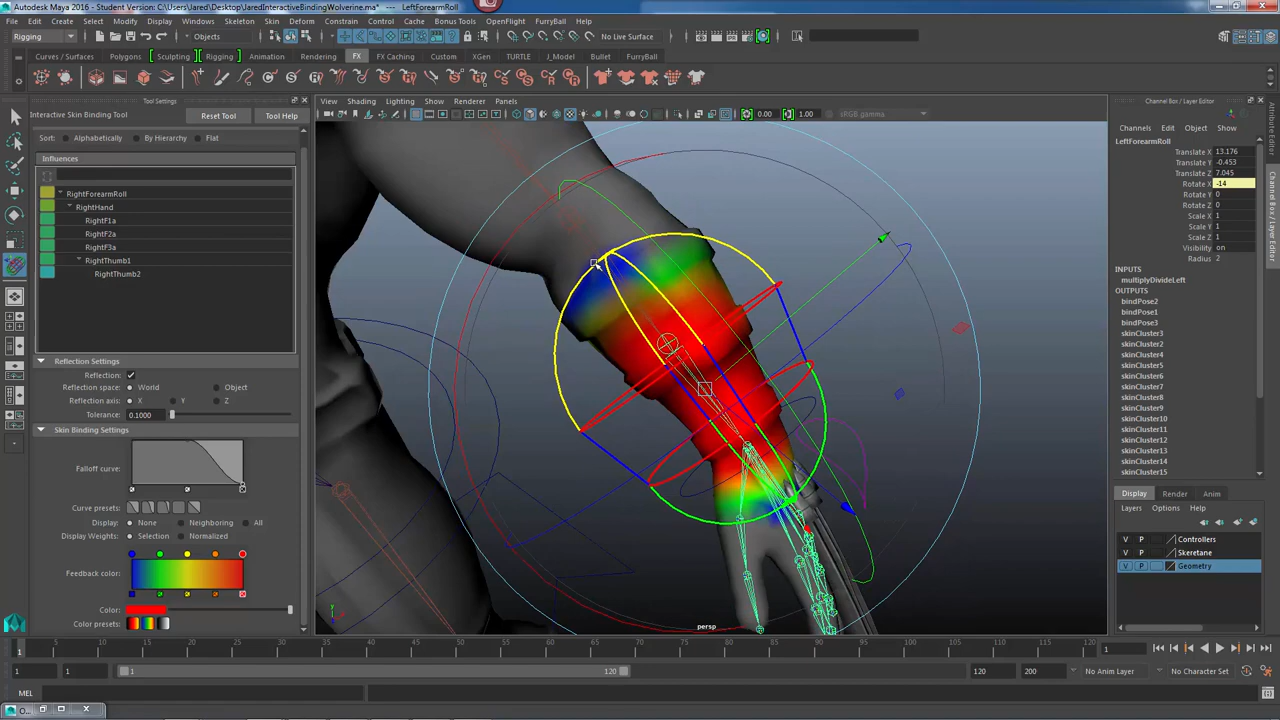 Autodesk Maya 2016 - Student Version: C:\Users\Jared\Desktop\JaredInteractiveBindingWolverine.ma* --- LeftForearmRoll
File Edit Create Select Modify Display Windows Skeleton Skin Deform Constrain Control Cache Bonus Tools OpenFlight FurryBall Help
Rigging Objects No Live Surface
Curves / Surfaces Polygons Sculpting Rigging Animation Rendering FX FX Caching Custom XGen TURTLE J_Model Bullet FurryBall
Tool Settings
Interactive Skin Binding Tool Reset Tool Tool Help
Sort: Alphabetically By Hierarchy Flat
Influences
RightForearmRoll
RightHand
RightF1a
RightF2a
RightF3a
RightThumb1
RightThumb2
Reflection Settings
Reflection:
Reflection space: World Object
Reflection axis: X Y Z
Tolerance: 0.1000
Skin Binding Settings
Falloff curve:
Curve presets:
Display: None Neighboring All
Display Weights: Selection Normalized
Feedback color:
Color:
Color presets:
View Shading Lighting Show Renderer Panels
0.00 1.00 sRGB gamma
persp
Channel Box / Layer Editor
Channels Edit Object Show
LeftForearmRoll
Translate X 13.176
Translate Y -0.453
Translate Z 7.045
Rotate X -14
Rotate Y 0
Rotate Z 0
Scale X 1
Scale Y 1
Scale Z 1
Visibility on
Radius 2
INPUTS
multiplyDivideLeft
OUTPUTS
bindPose2
bindPose1
bindPose3
skinCluster3
skinCluster2
skinCluster4
skinCluster5
skinCluster6
skinCluster7
skinCluster8
skinCluster9
skinCluster10
skinCluster11
skinCluster12
skinCluster13
skinCluster14
skinCluster15
Attribute Editor
Channel Box / Layer Editor
Display Render Anim
Layers Options Help
V P Controllers
V P Skeretane
V P Geometry
1 35 40 45 50 55 60 65 70 75 80 85 90 95 100 105 110 115 120 1
1 1 1 120 120 200 No Anim Layer No Character Set
MEL
O...